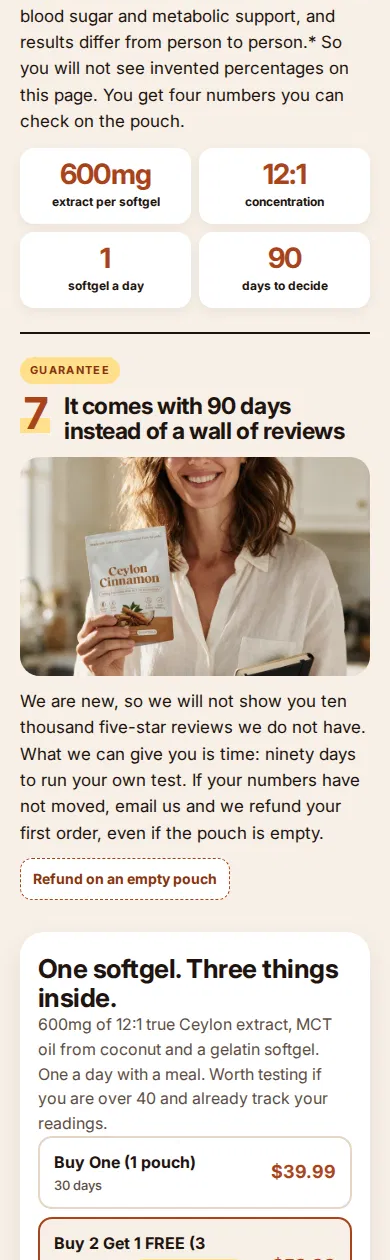 blood sugar and metabolic support, and
results differ from person to person.* So
you will not see invented percentages on
this page. You get four numbers you can
check on the pouch.
600mg
extract per softgel
12:1
concentration
1
softgel a day
90
days to decide
GUARANTEE
7
It comes with 90 days
instead of a wall of reviews
Ceylon
Cinnamon
We are new, so we will not show you ten
thousand five-star reviews we do not have.
What we can give you is time: ninety days
to run your own test. If your numbers have
not moved, email us and we refund your
first order, even if the pouch is empty.
Refund on an empty pouch
One softgel. Three things
inside.
600mg of 12:1 true Ceylon extract, MCT
oil from coconut and a gelatin softgel.
One a day with a meal. Worth testing if
you are over 40 and already track your
readings.
Buy One (1 pouch)
30 days
$39.99
Buy 2 Get 1 FREE (3